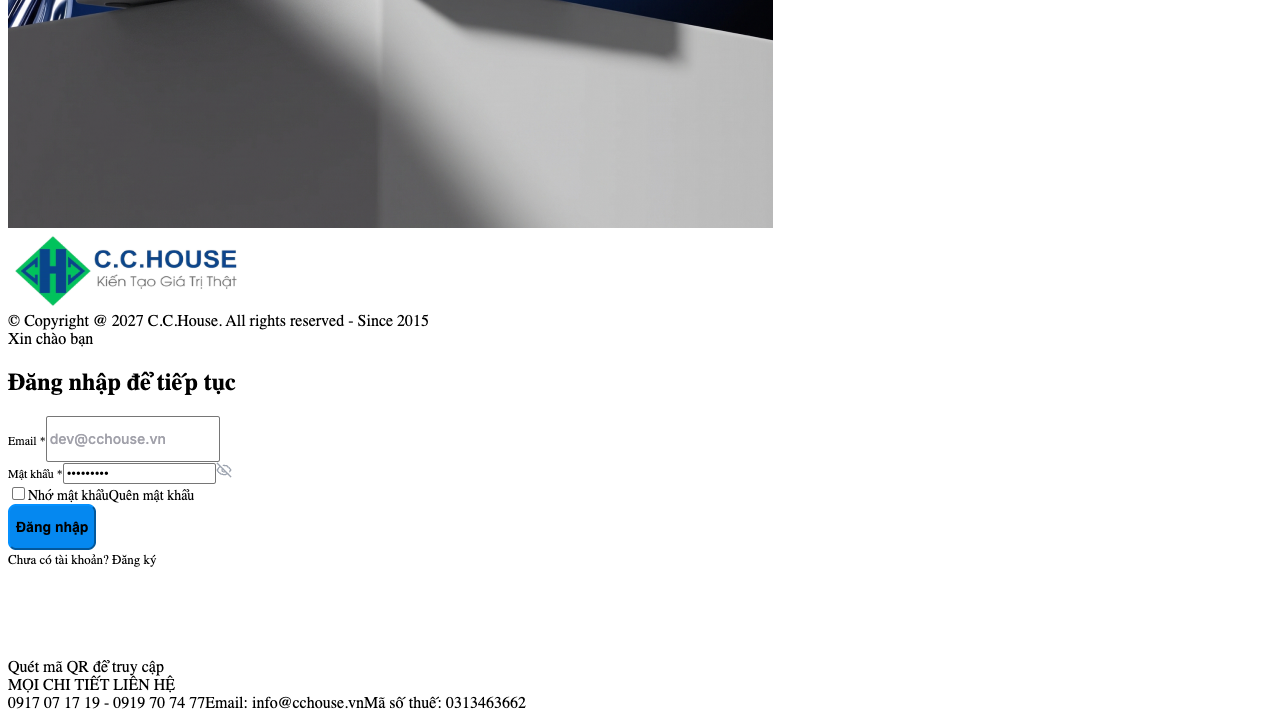 C.C.HOUSE
Kiến Tạo Giá Trị Thật
© Copyright @ 2027 C.C.House. All rights reserved - Since 2015
Xin chào bạn
Đăng nhập để tiếp tục
Email *
dev@cchouse.vn
Mật khẩu * •••••••••
Nhớ mật khẩuQuên mật khẩu
Đăng nhập
Chưa có tài khoản? Đăng ký
Quét mã QR để truy cập
MỌI CHI TIẾT LIÊN HỆ
0917 07 17 19 - 0919 70 74 77Email: info@cchouse.vnMã số thuế: 0313463662